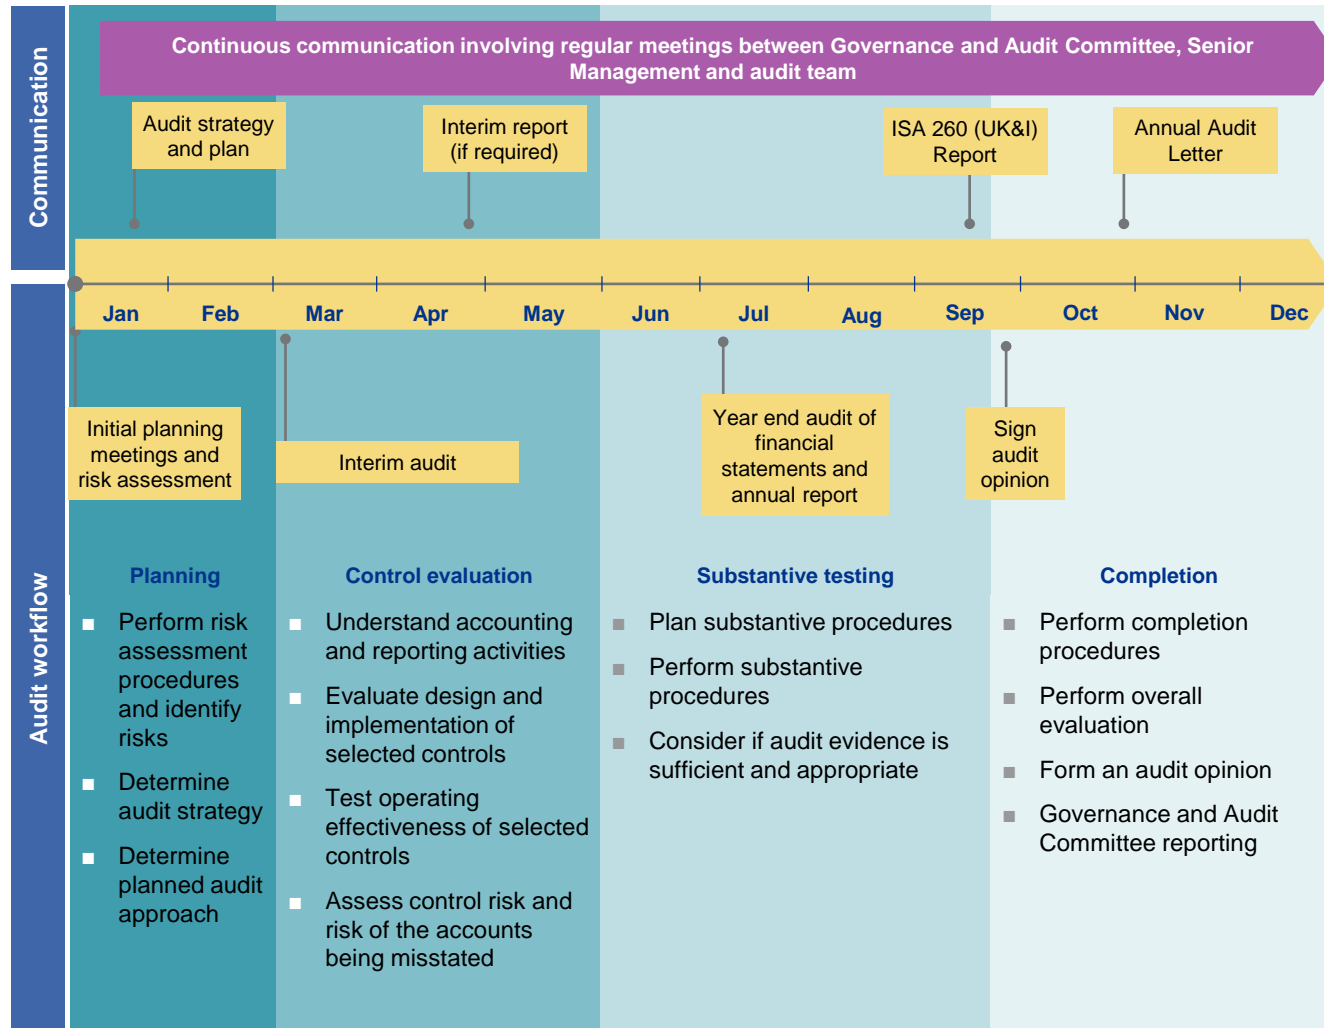 Communication
Continuous communication involving regular meetings between Governance and Audit Committee, Senior
Management and audit team
Audit strategy
and plan
Interim report
(if required)
ISA 260 (UK&I)
Report
Annual Audit
Letter
Jan
Feb
Mar
Apr
May
Jun
Jul
Aug
Sep
Oct
Nov
Dec
Audit workflow
Initial planning
meetings and
risk assessment
Interim audit
Year end audit of
financial
statements and
annual report
Sign
audit
opinion
Planning
■ Perform risk
assessment
procedures
and identify
risks
■ Determine
audit strategy
■ Determine
planned audit
approach
Control evaluation
■ Understand accounting
and reporting activities
■ Evaluate design and
implementation of
selected controls
■ Test operating
effectiveness of selected
controls
■ Assess control risk and
risk of the accounts
being misstated
Substantive testing
■ Plan substantive procedures
■ Perform substantive
procedures
■ Consider if audit evidence is
sufficient and appropriate
Completion
■ Perform completion
procedures
■ Perform overall
evaluation
■ Form an audit opinion
■ Governance and Audit
Committee reporting